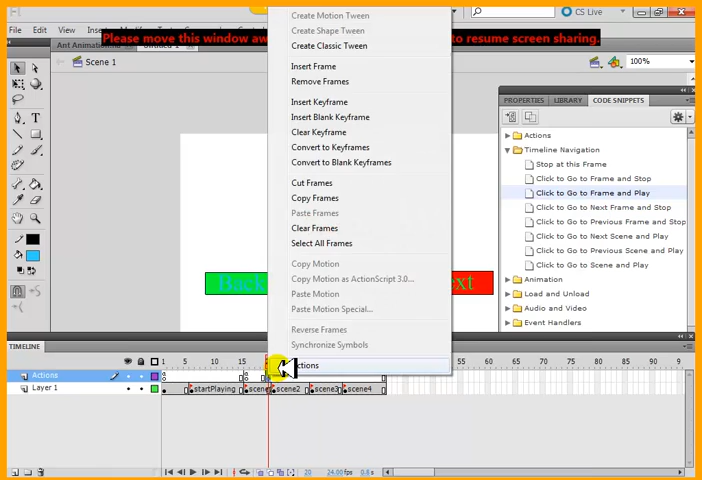 CS Live
File
Edit
View
Ins
Ant Animation
Untitled-1
Please move this window aw
to resume screen sharing.
Scene 1
100%
Create Motion Tween
Create Shape Tween
Create Classic Tween
Insert Frame
Remove Frames
Insert Keyframe
Insert Blank Keyframe
Clear Keyframe
Convert to Keyframes
Convert to Blank Keyframes
Cut Frames
Copy Frames
Paste Frames
Clear Frames
Select All Frames
Copy Motion
Copy Motion as ActionScript 3.0...
Paste Motion
Paste Motion Special...
Reverse Frames
Synchronize Symbols
ctions
PROPERTIES
LIBRARY
CODE SNIPPETS
Actions
Timeline Navigation
Stop at this Frame
Click to Go to Frame and Stop
Click to Go to Frame and Play
Click to Go to Next Frame and Stop
Click to Go to Previous Frame and Stop
Click to Go to Next Scene and Play
Click to Go to Previous Scene and Play
Click to Go to Scene and Play
Animation
Load and Unload
Audio and Video
Event Handlers
Back
ext
TIMELINE
1 5 10 15 55 60 65 70 75 80 85 90 9
Actions
Layer 1
startPlaying
scene
scene2
scene3
scene4
20 24.00 fps 0.8 s